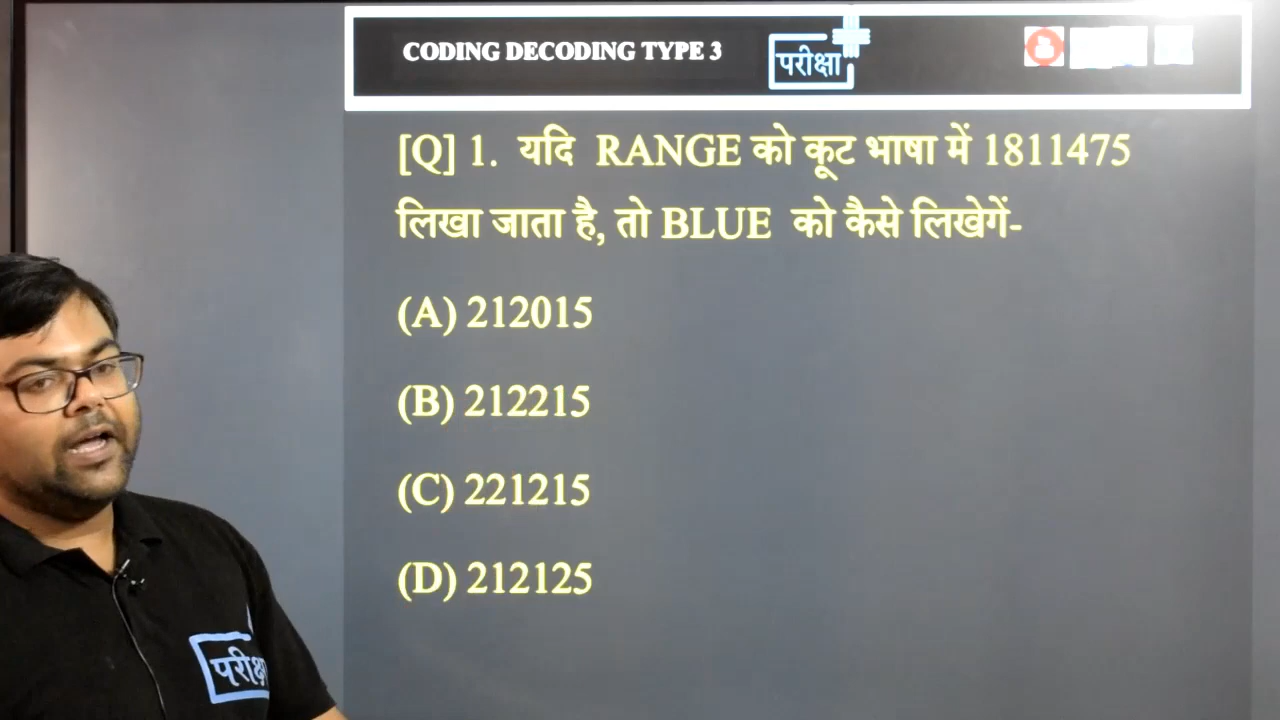 CODING DECODING TYPE 3
परीक्षा
[Q] 1. यदि RANGE को कूट भाषा में 1811475
लिखा जाता है, तो BLUE को कैसे लिखेगें-
(A) 212015
(B) 212215
(C) 221215
(D) 212125
परीक्षा